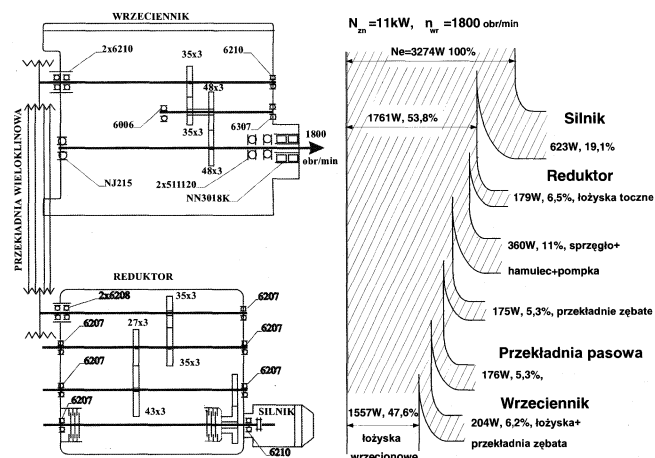 WRZECIENNIK
2x6210
6210
35x3
48x3
6006
35x3
6307
1800
obr/min
48x3
NJ215
2x511120
NN3018K
PRZEKŁADNIA WIELOKLINOWA
REDUKTOR
2x6208
35x3
6207
6207
27x3
6207
35x3
6207
6207
43x3
6207
SILNIK
6210
Nzn =11kW, nwr =1800 obr/min
Ne=3274W 100%
1761W, 53,8%
Silnik
623W, 19,1%
Reduktor
179W, 6,5%, łożyska toczne
360W, 11%, sprzęgło+
hamulec+pompka
175W, 5,3%, przekładnie zębate
Przekładnia pasowa
176W, 5,3%,
Wrzeciennik
1557W, 47,6%
204W, 6,2%, łożyska+
przekładnia zębata
łożyska
wrzecionowe